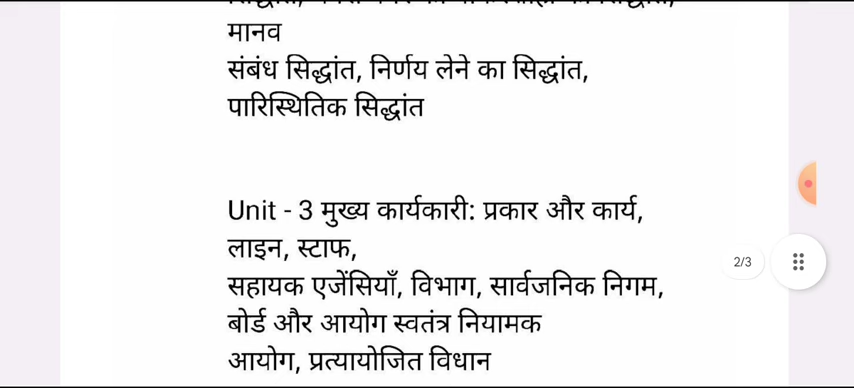 मानव
संबंध सिद्धांत, निर्णय लेने का सिद्धांत,
पारिस्थितिक सिद्धांत
Unit - 3 मुख्य कार्यकारी: प्रकार और कार्य,
लाइन, स्टाफ,
सहायक एजेंसियाँ, विभाग, सार्वजनिक निगम,
बोर्ड और आयोग स्वतंत्र नियामक
आयोग, प्रत्यायोजित विधान
2/3